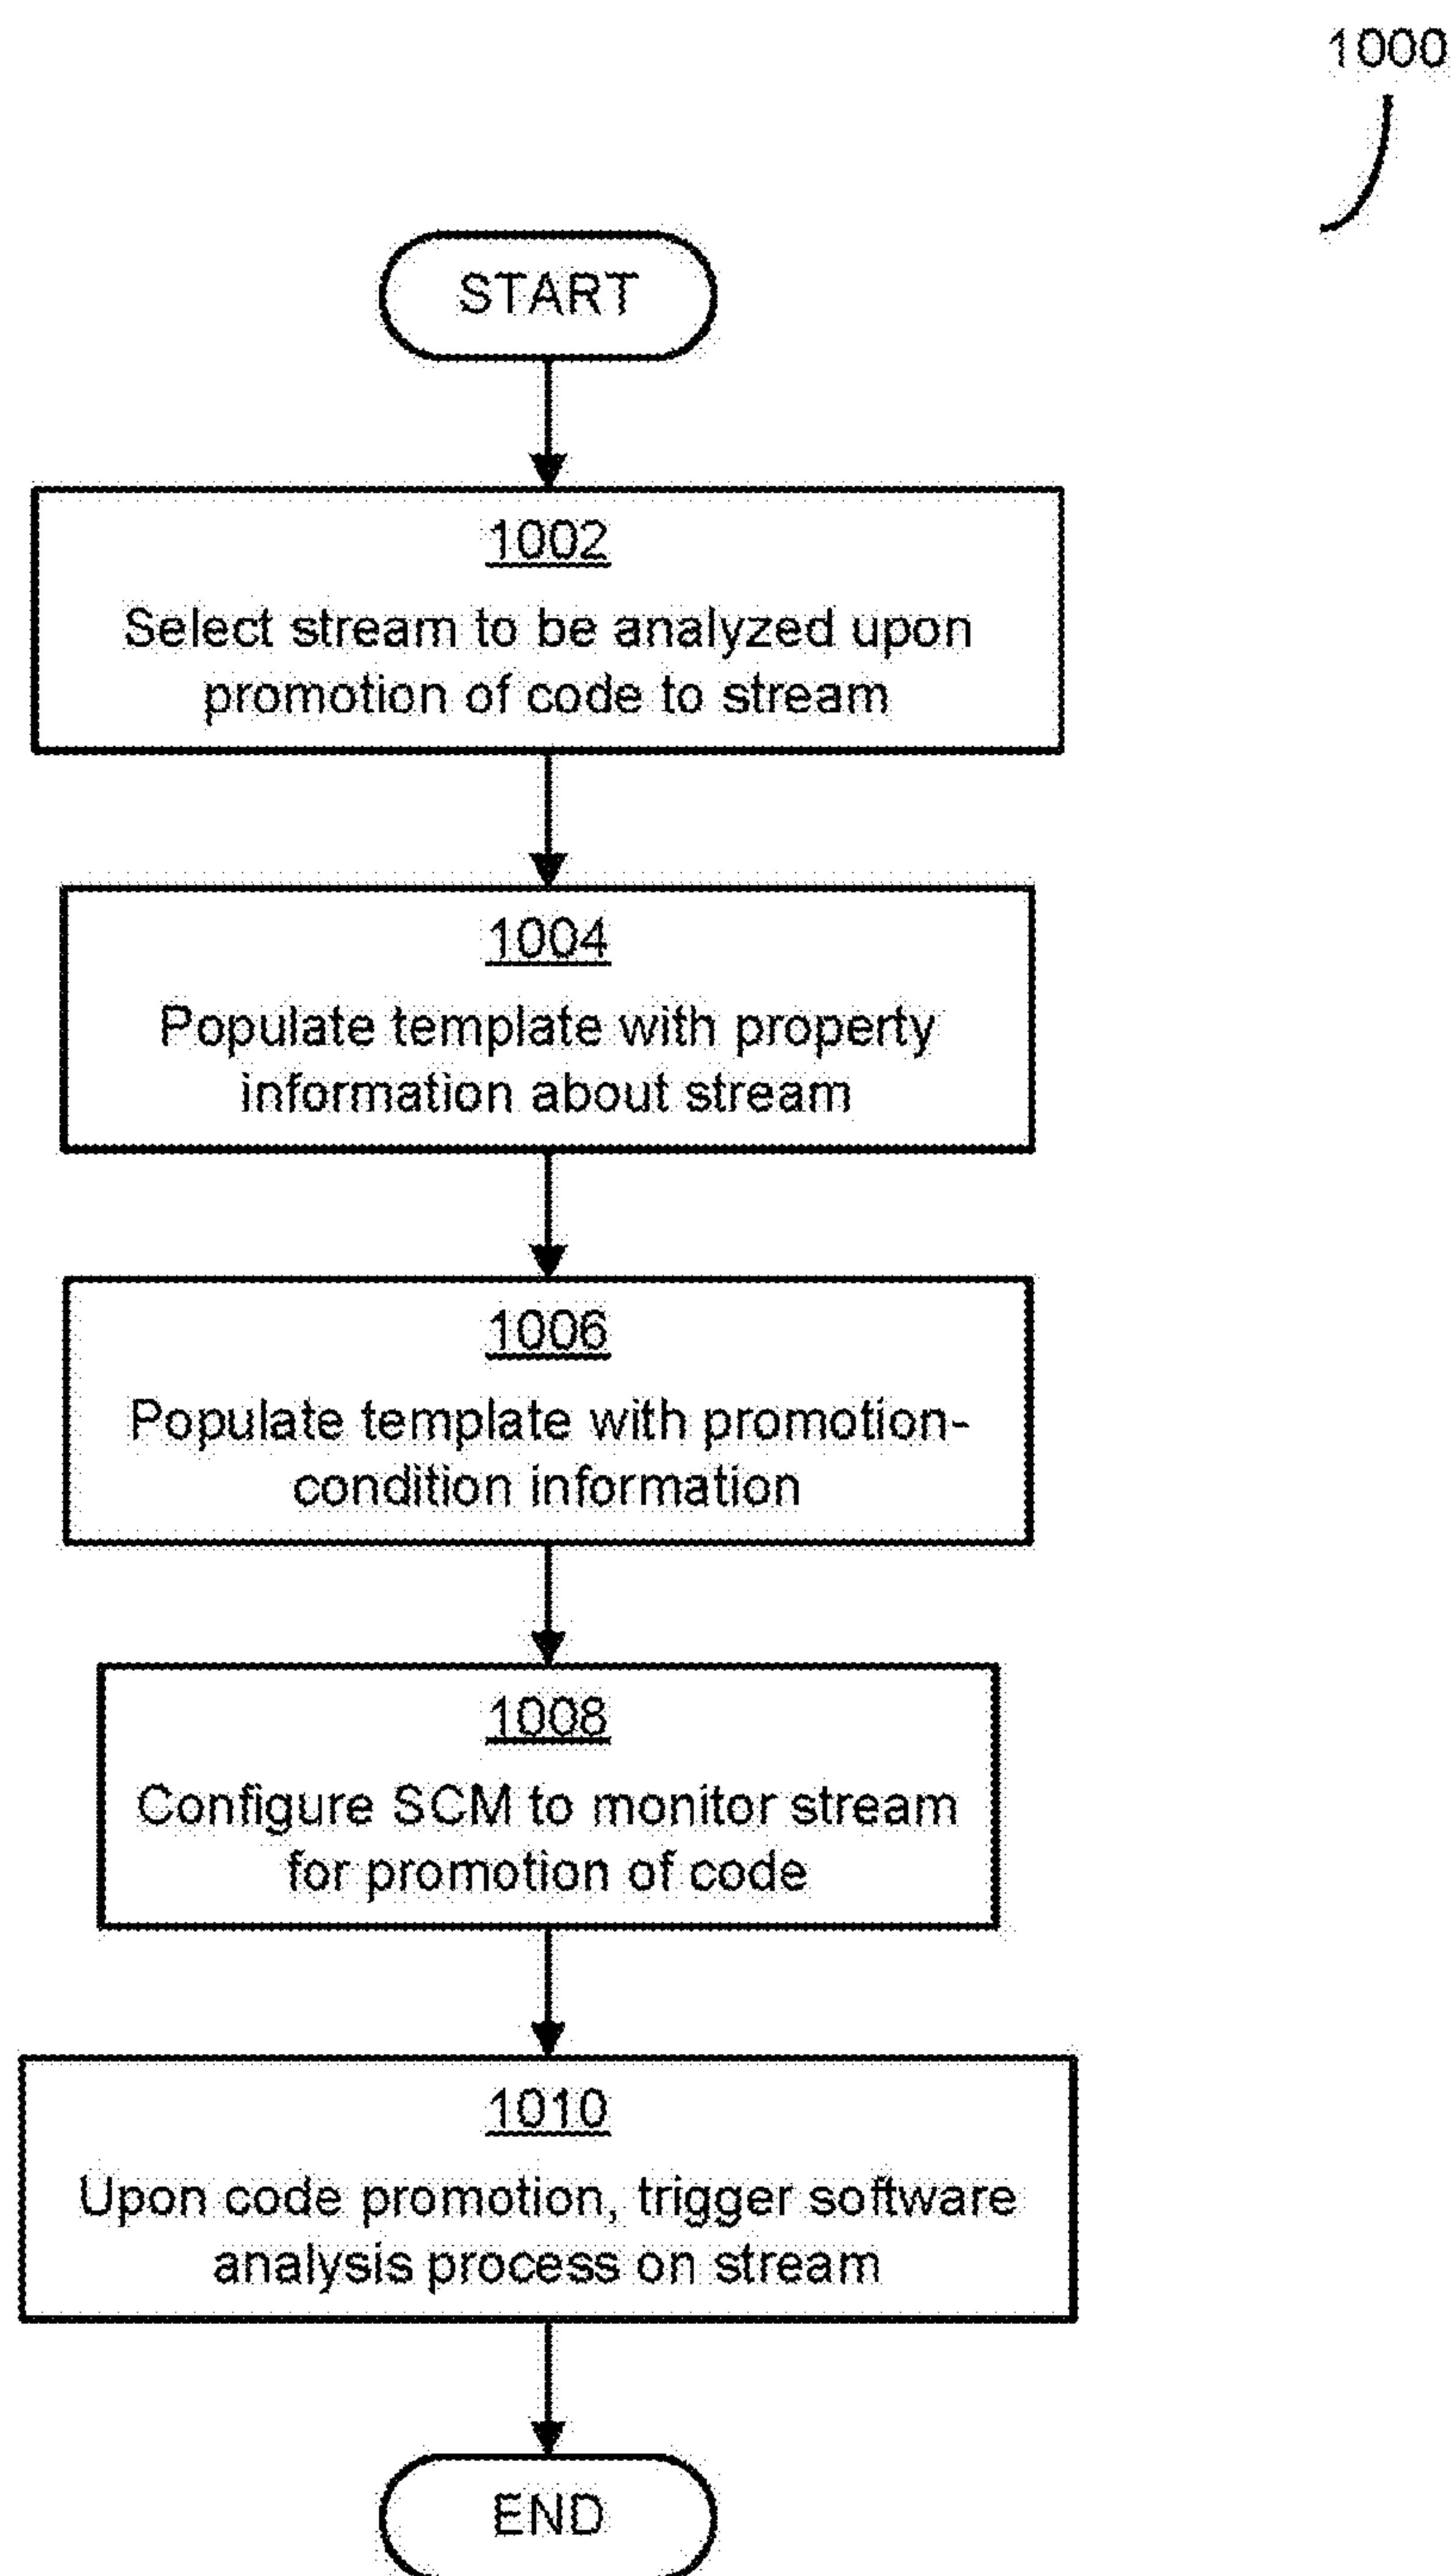 1000
START
1002
Select stream to be analyzed upon
promotion of code to stream
1004
Populate template with property
information about stream
1006
Populate template with promotion-
condition information
1008
Configure SCM to monitor stream
for promotion of code
1010
Upon code promotion, trigger software
analysis process on stream
END